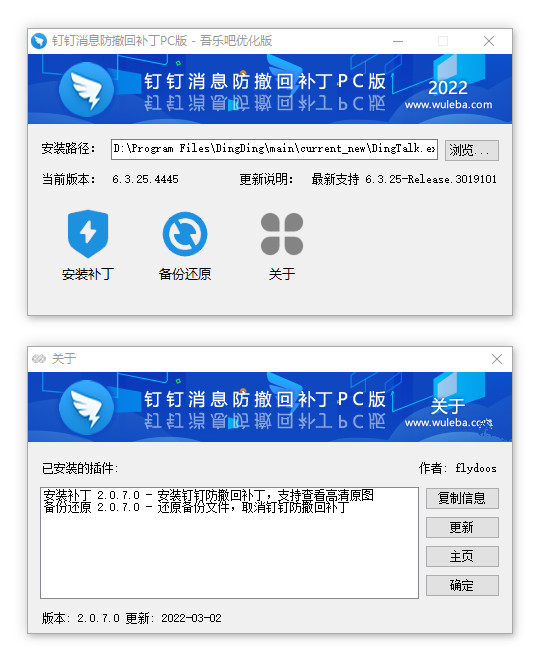 钉钉消息防撤回补丁PC版 - 吾乐吧优化版
钉钉消息防撤回补丁PC版
2022
www.wuleba.com
安装路径: D:\Program Files\DingDing\main\current_new\DingTalk.ex 浏览...
当前版本: 6.3.25.4445 更新说明: 最新支持 6.3.25-Release.3019101
安装补丁 备份还原 关于
关于
钉钉消息防撤回补丁PC版
关于
www.wuleba.com
已安装的插件: 作者: flydoos
安装补丁 2.0.7.0 - 安装钉钉防撤回补丁，支持查看高清原图
备份还原 2.0.7.0 - 还原备份文件，取消钉钉防撤回补丁
复制信息
更新
主页
确定
版本: 2.0.7.0 更新: 2022-03-02